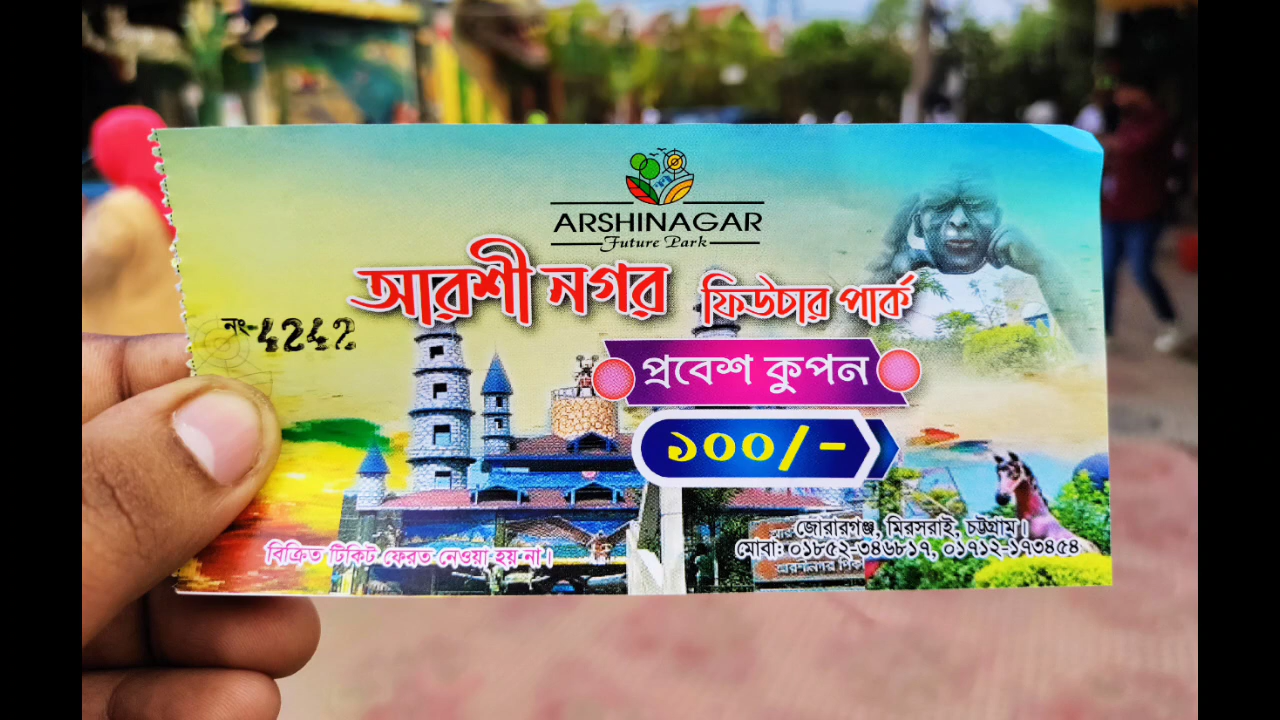 ARSHINAGAR
Future Park
আরশী নগর ফিউচার পার্ক
নং-4242
প্রবেশ কুপন
১০০/-
জোরারগঞ্জ, মিরসরাই, চট্টগ্রাম।
মোবা: ০১৮৫২-৩৪৬৮১৭, ০১৭১২-১৭৩৪৫৪
বিক্রিত টিকিট ফেরত নেওয়া হয় না।